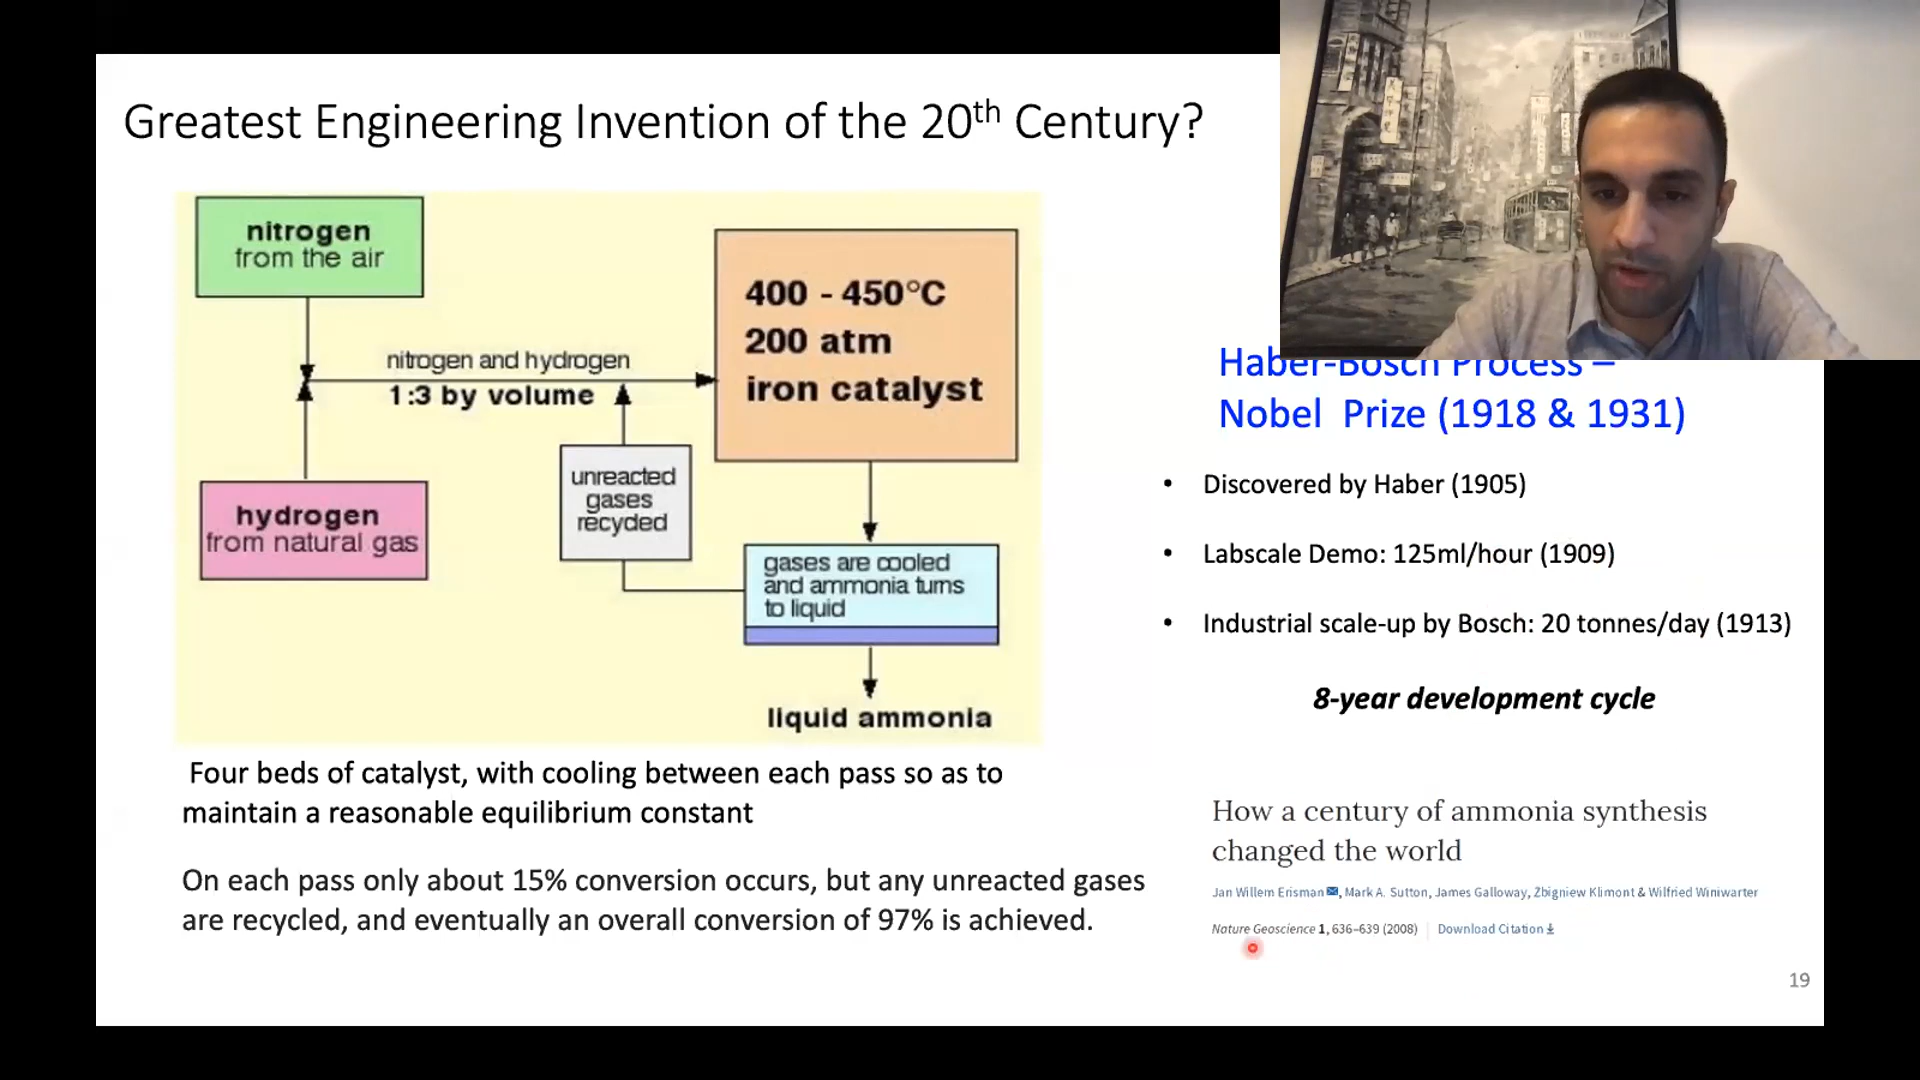 Greatest Engineering Invention of the 20th Century?
nitrogen
from the air
nitrogen and hydrogen
1:3 by volume
hydrogen
from natural gas
unreacted
gases
recycled
400 - 450°C
200 atm
iron catalyst
gases are cooled
and ammonia turns
to liquid
liquid ammonia
Four beds of catalyst, with cooling between each pass so as to
maintain a reasonable equilibrium constant
On each pass only about 15% conversion occurs, but any unreacted gases
are recycled, and eventually an overall conversion of 97% is achieved.
Haber-Bosch Process –
Nobel Prize (1918 & 1931)
• Discovered by Haber (1905)
• Labscale Demo: 125ml/hour (1909)
• Industrial scale-up by Bosch: 20 tonnes/day (1913)
8-year development cycle
How a century of ammonia synthesis
changed the world
Jan Willem Erisman, Mark A. Sutton, James Galloway, Zbigniew Klimont & Wilfried Winiwarter
Nature Geoscience 1, 636–639 (2008) | Download Citation
19